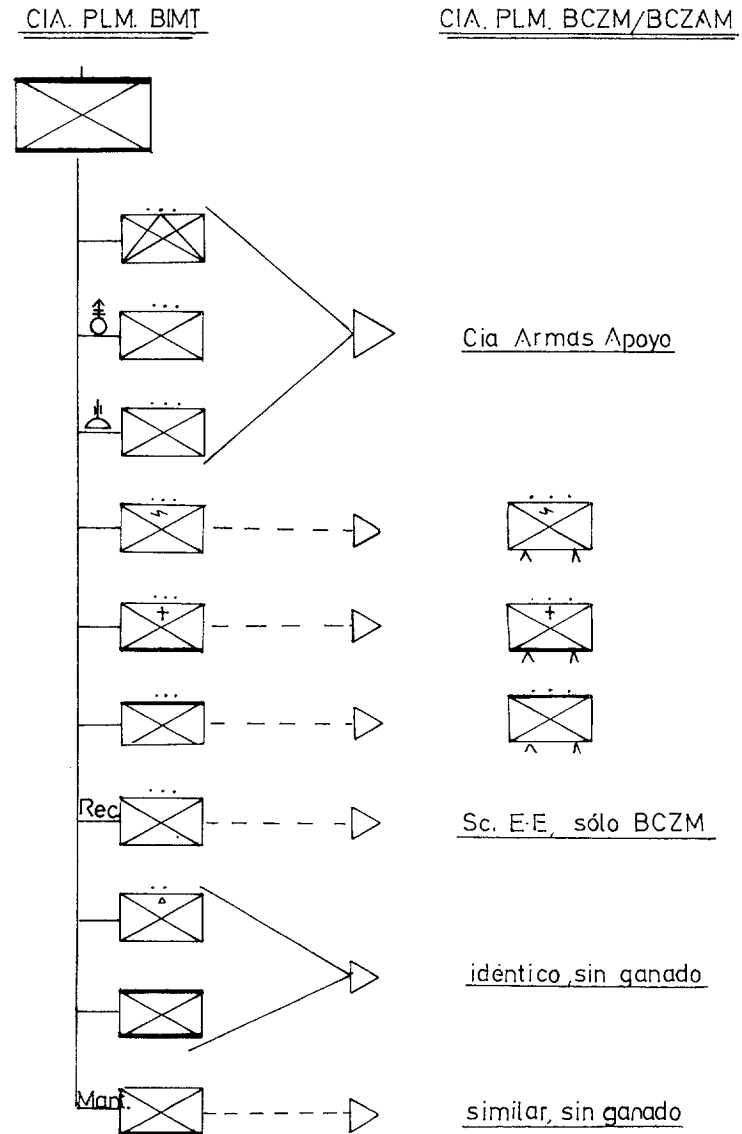 CIA. PLM. BIMT
CIA. PLM. BCZM/BCZAM
Cia Armas Apoyo
Rec.
Sc. E-E, sólo BCZM
idéntico, sin ganado
Mant.
similar, sin ganado